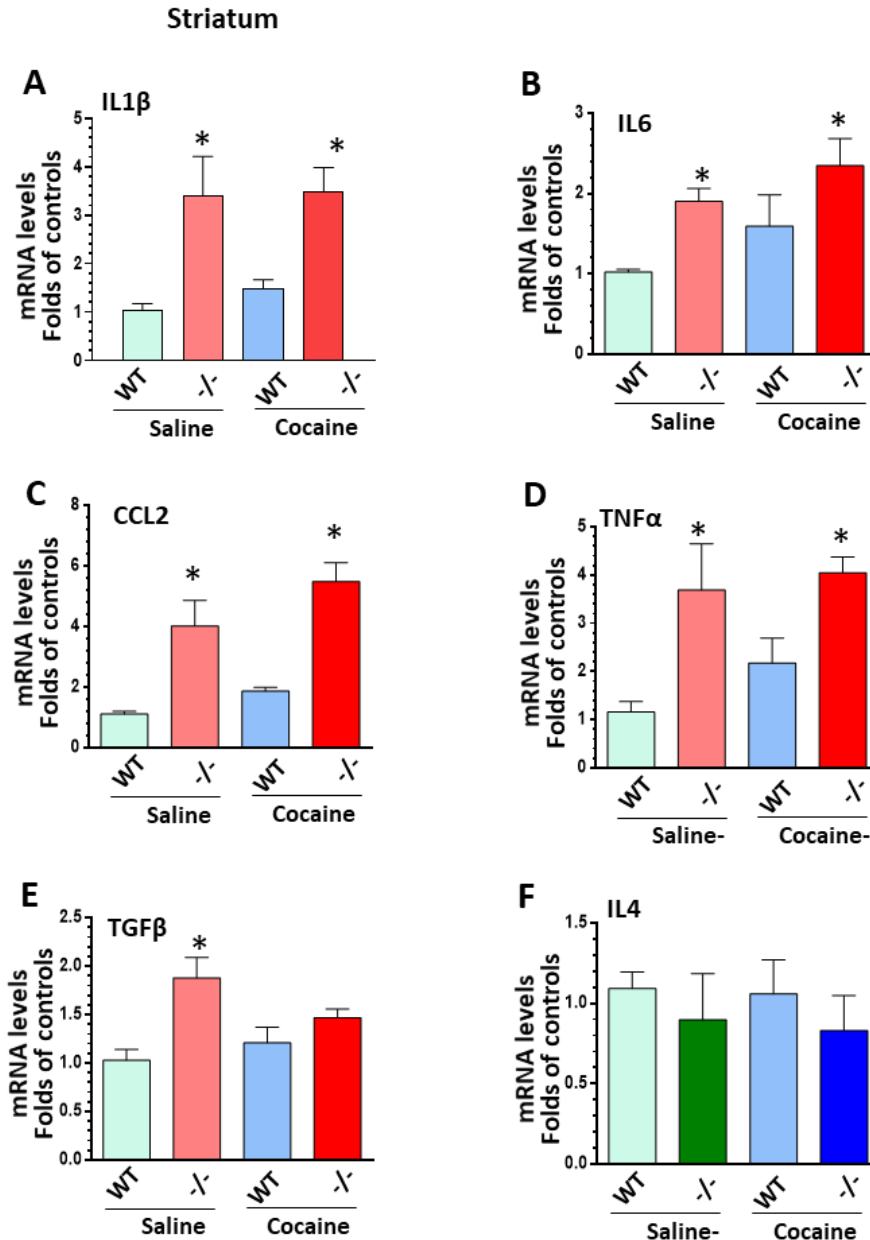 Striatum
A
IL1β
mRNA levels
Folds of controls
5
4
3
2
1
0
*
*
WT
-/-
WT
-/-
Saline
Cocaine
B
IL6
mRNA levels
Folds of controls
3
2
1
0
*
*
WT
-/-
WT
-/-
Saline
Cocaine
C
CCL2
mRNA levels
Folds of controls
8
6
4
2
0
*
*
WT
-/-
WT
-/-
Saline
Cocaine
D
TNFα
mRNA levels
Folds of controls
5
4
3
2
1
0
*
*
WT
-/-
WT
-/-
Saline-
Cocaine-
E
TGFβ
mRNA levels
Folds of controls
2.5
2.0
1.5
1.0
0.5
0.0
*
WT
-/-
WT
-/-
Saline
Cocaine
F
IL4
mRNA levels
Folds of controls
1.5
1.0
0.5
0.0
WT
-/-
WT
-/-
Saline-
Cocaine